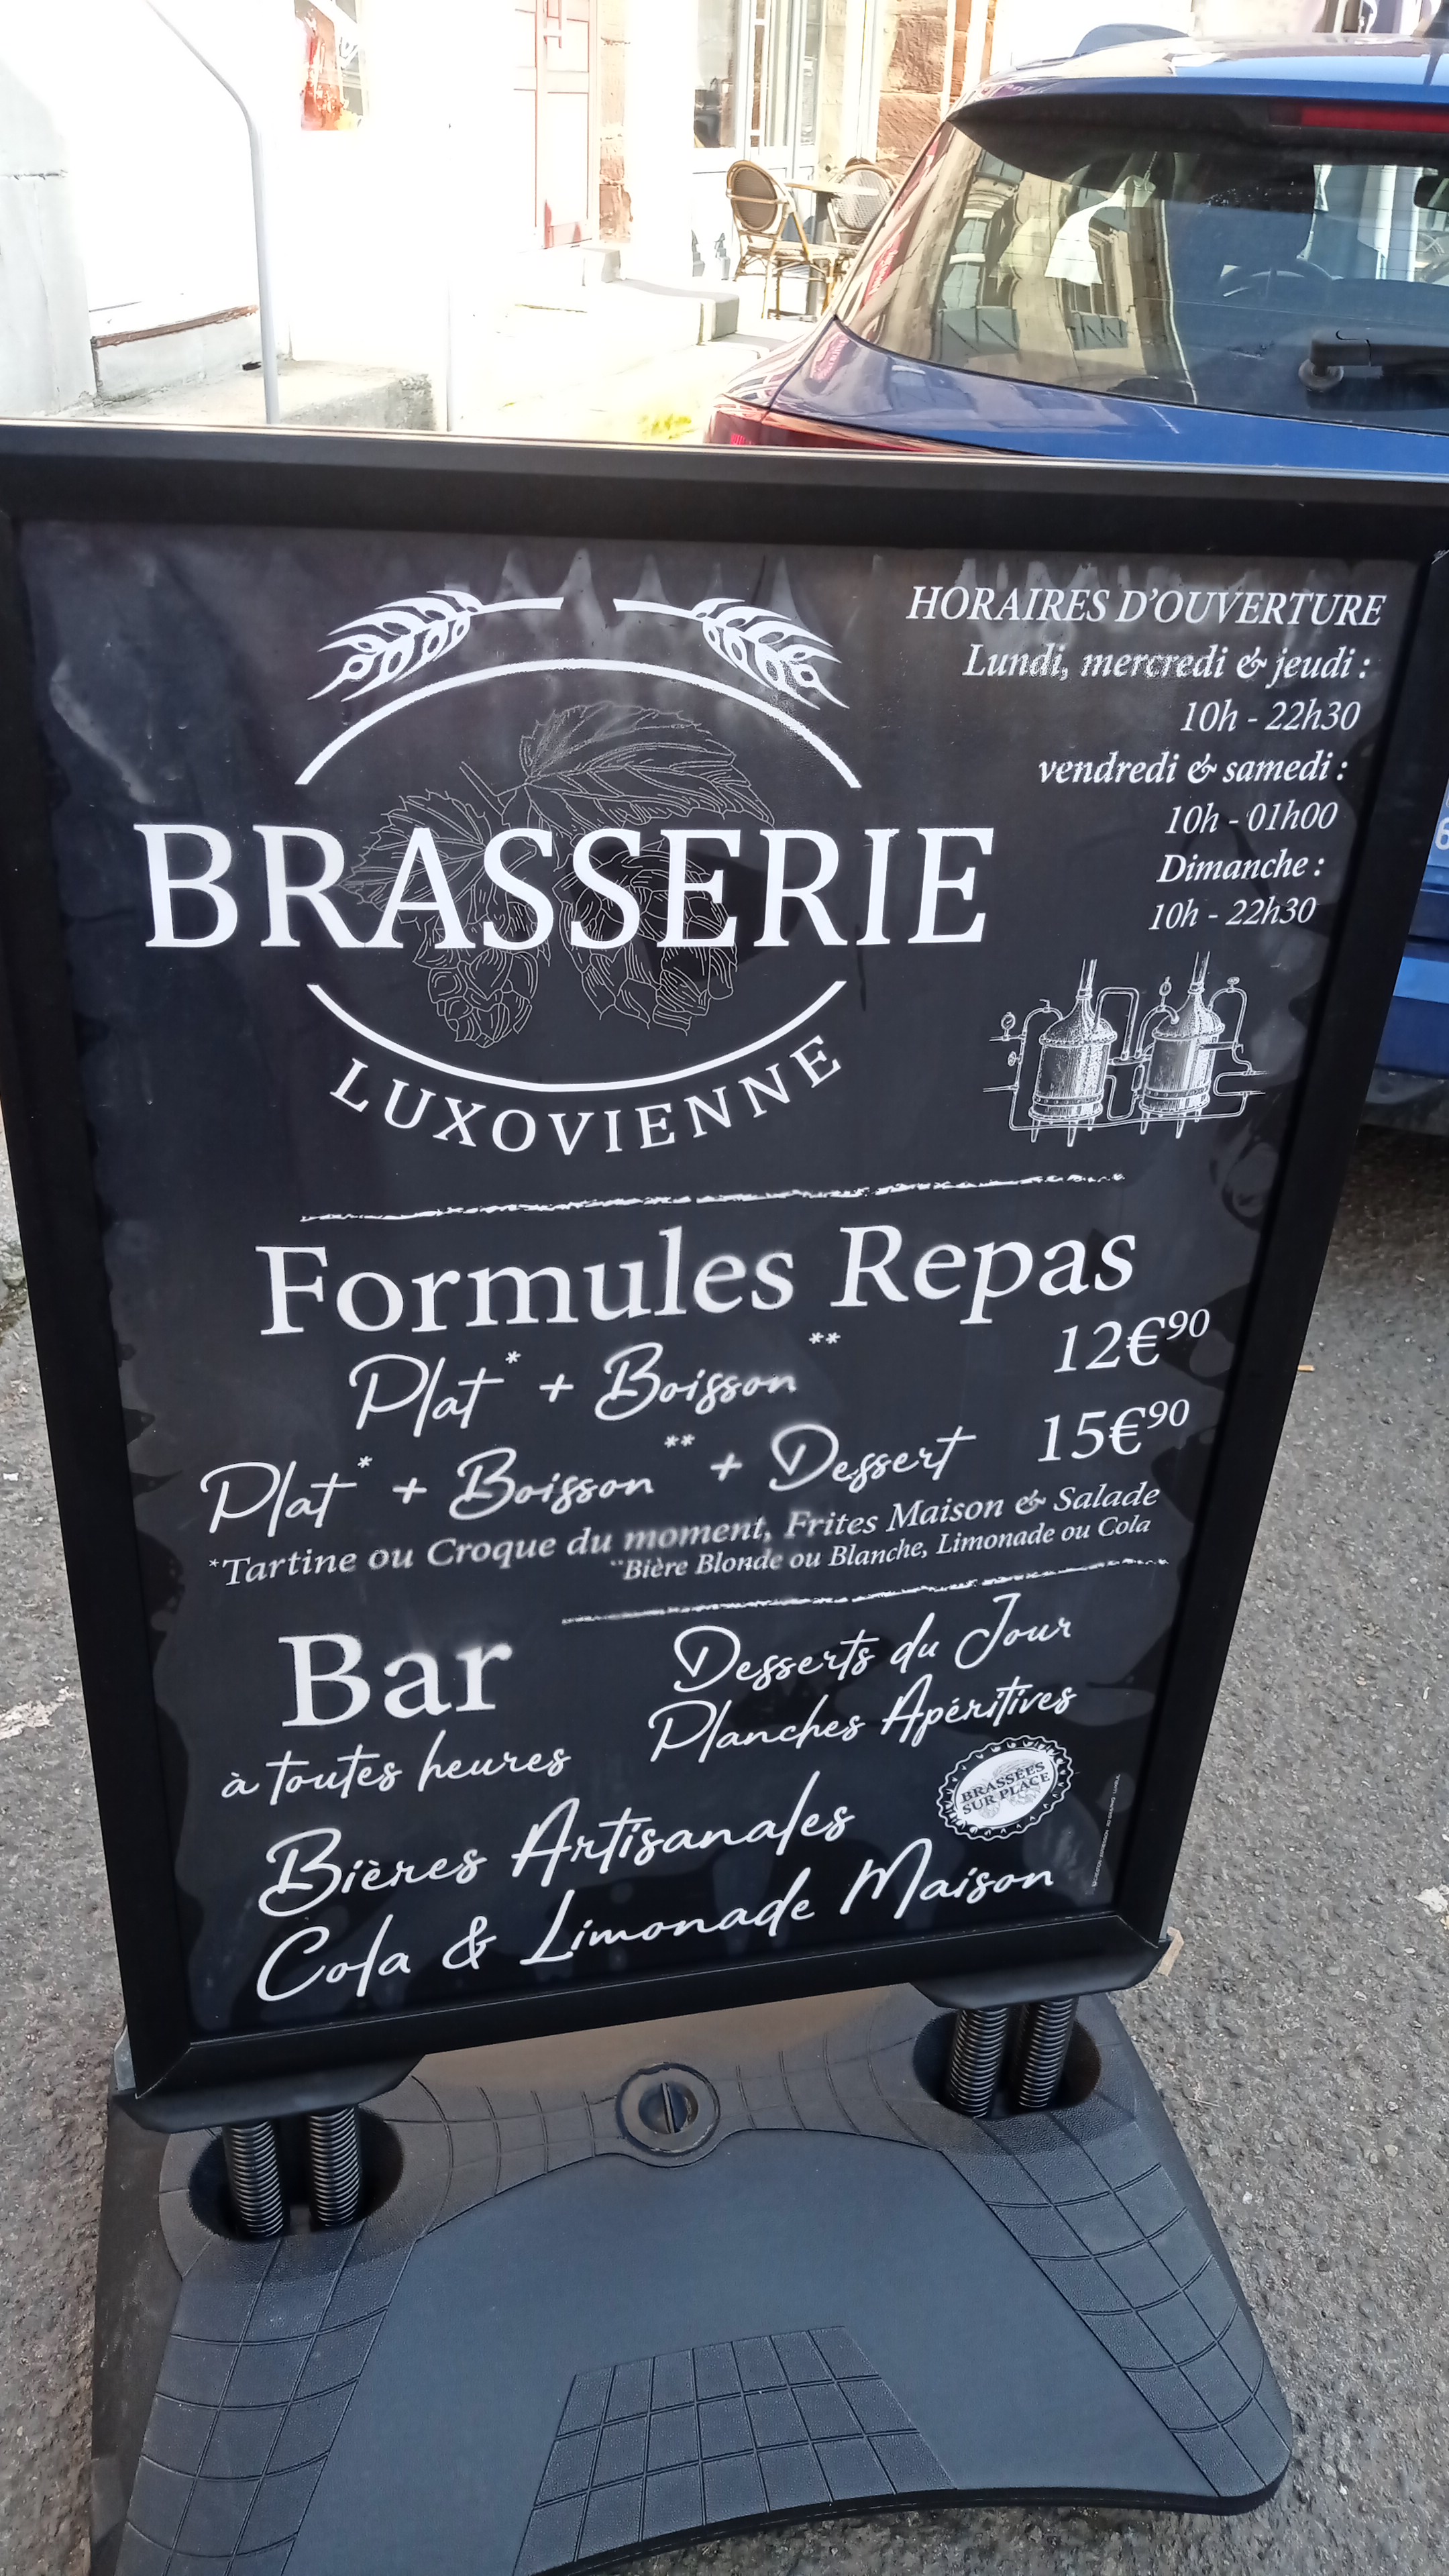 BRASSERIE
LUXOVIENNE
HORAIRES D'OUVERTURE
Lundi, mercredi & jeudi :
10h - 22h30
vendredi & samedi :
10h - 01h00
Dimanche :
10h - 22h30
Formules Repas
Plat* + Boisson** 12€90
Plat* + Boisson** + Dessert 15€90
*Tartine ou Croque du moment, Frites Maison & Salade
**Bière Blonde ou Blanche, Limonade ou Cola
Bar
à toutes heures
Desserts du Jour
Planches Apéritives
BRASSÉES
SUR PLACE
Bières Artisanales
Cola & Limonade Maison